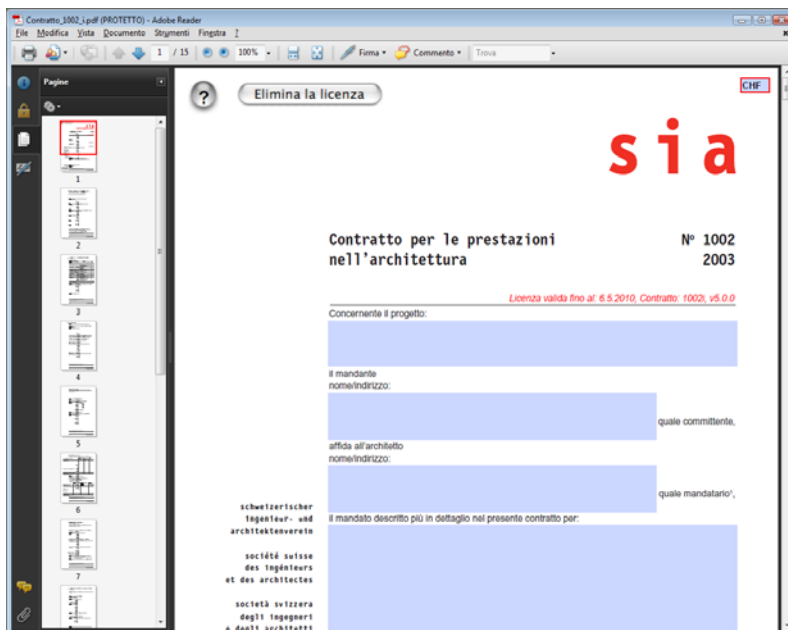 Contratto_1002_i.pdf (PROTETTO) - Adobe Reader
File Modifica Vista Documento Strumenti Finestra ?
1 / 15 100% Firma Commento Trova
Pagine
1
2
3
4
5
6
7
? Elimina la licenza CHF
sia
Contratto per le prestazioni Nº 1002
nell'architettura 2003
Licenza valida fino al: 6.5.2010, Contratto: 1002i, v5.0.0
Concernente il progetto:
il mandante
nome/indirizzo:
quale committente,
affida all'architetto
nome/indirizzo:
quale mandatario¹,
il mandato descritto più in dettaglio nel presente contratto per:
schweizerischer
ingenieur- und
architektenverein
société suisse
des ingénieurs
et des architectes
società svizzera
degli ingegneri
e degli architetti